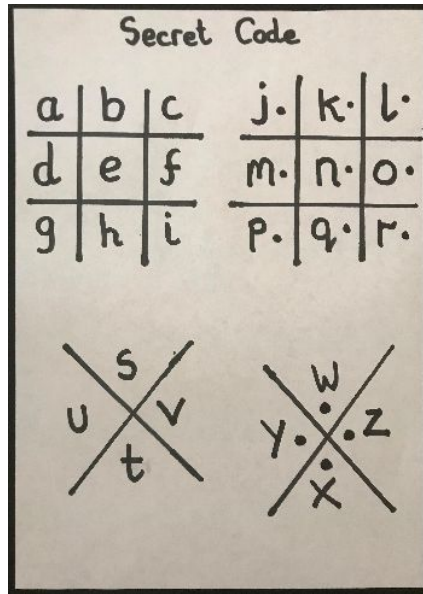 Secret Code
a b c j. k. l.
d e f m. n. o.
g h i p. q. r.
s w
u v y z
t x